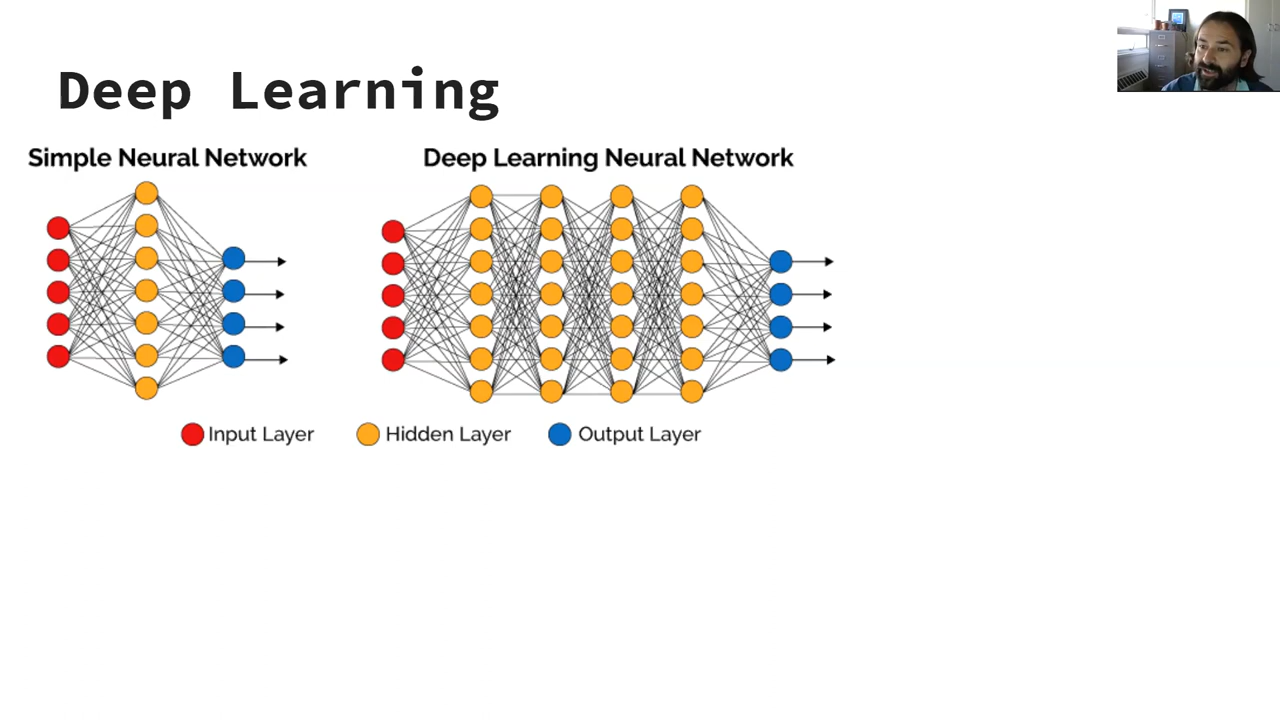 Deep Learning
Simple Neural Network
Deep Learning Neural Network
Input Layer
Hidden Layer
Output Layer